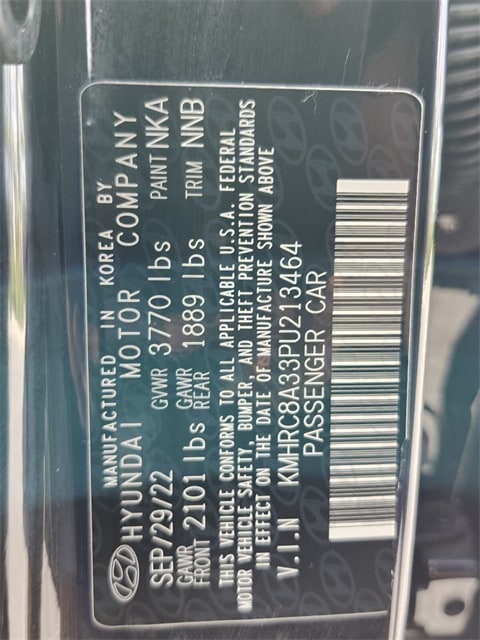 MANUFACTURED IN KOREA BY
HYUNDAI MOTOR COMPANY
SEP/29/22 GVWR 3770 lbs PAINT NKA
GAWR FRONT 2101 lbs GAWR REAR 1889 lbs TRIM NNB
THIS VEHICLE CONFORMS TO ALL APPLICABLE U.S.A. FEDERAL
MOTOR VEHICLE SAFETY, BUMPER, AND THEFT PREVENTION STANDARDS
IN EFFECT ON THE DATE OF MANUFACTURE SHOWN ABOVE
V.I.N KMHRC8A33PU213464
PASSENGER CAR